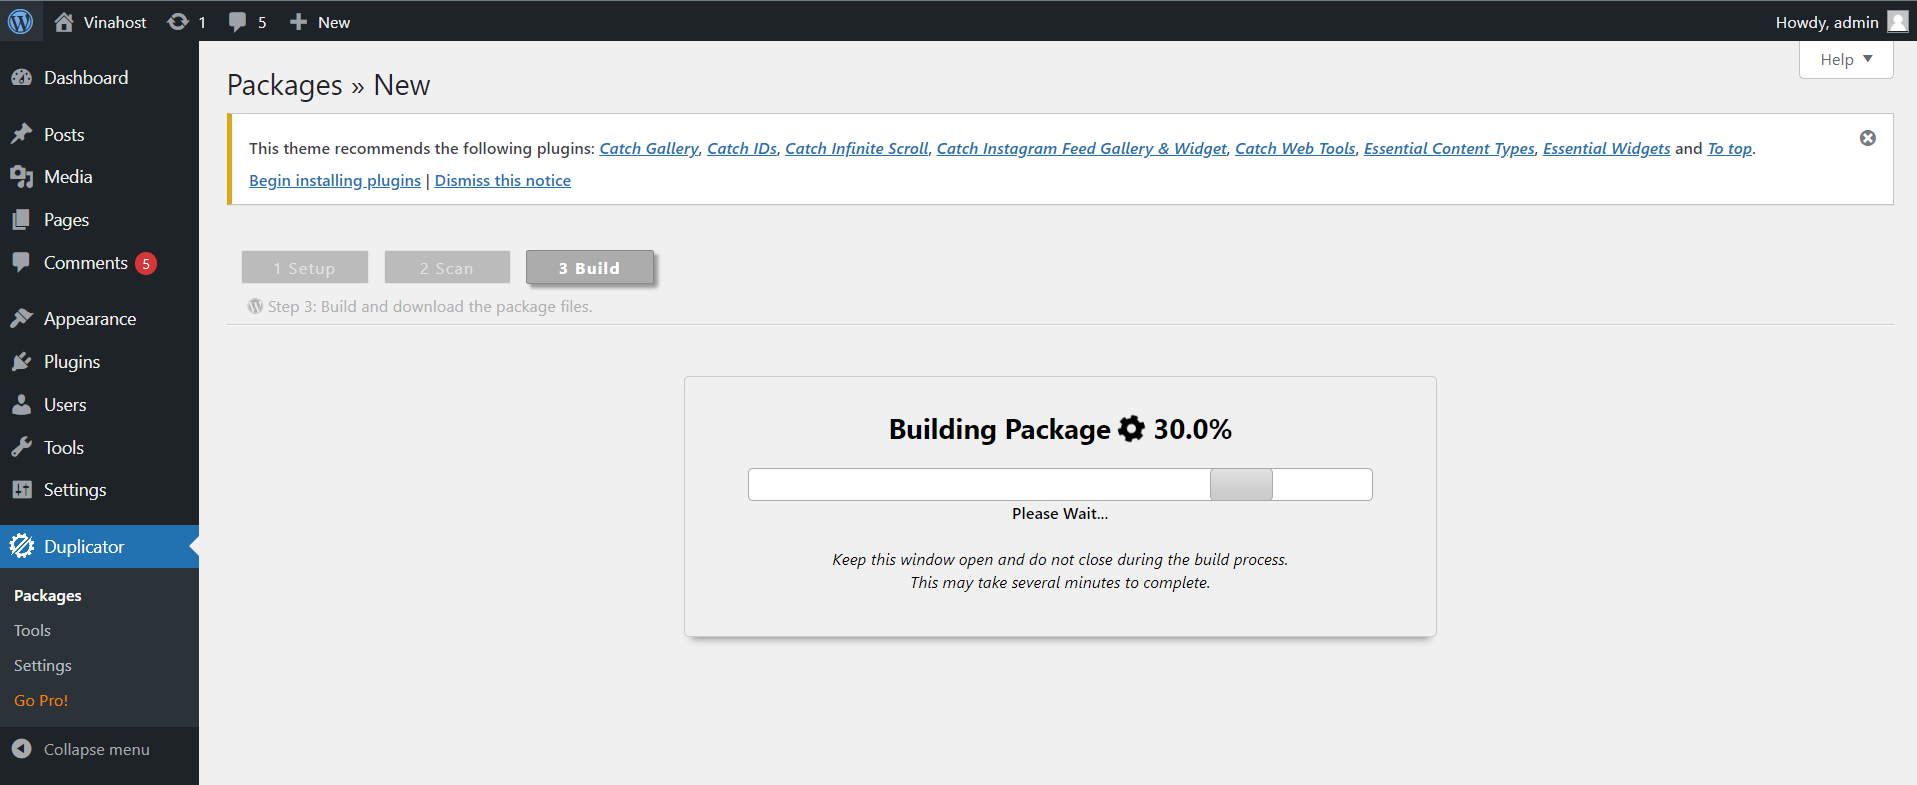 Vinahost 1 5 New Howdy, admin
Help
Dashboard
Posts
Media
Pages
Comments 5
Appearance
Plugins
Users
Tools
Settings
Duplicator
Packages
Tools
Settings
Go Pro!
Collapse menu
Packages » New
This theme recommends the following plugins: Catch Gallery, Catch IDs, Catch Infinite Scroll, Catch Instagram Feed Gallery & Widget, Catch Web Tools, Essential Content Types, Essential Widgets and To top.
Begin installing plugins | Dismiss this notice
1 Setup 2 Scan 3 Build
Step 3: Build and download the package files.
Building Package 30.0%
Please Wait...
Keep this window open and do not close during the build process.
This may take several minutes to complete.